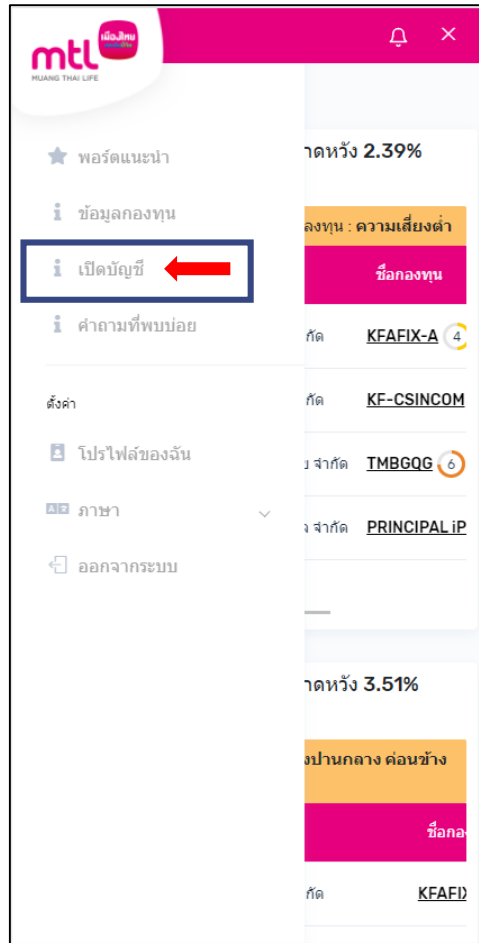 เมืองไทย
mtl
MUANG THAI LIFE
พอร์ตแนะนำ
ข้อมูลกองทุน
เปิดบัญชี
คำถามที่พบบ่อย
ตั้งค่า
โปรไฟล์ของฉัน
ภาษา
ออกจากระบบ
าดหวัง 2.39%
องทุน : ความเสี่ยงต่ำ
ชื่อกองทุน
กัด KFAFIX-A 4
กัด KF-CSINCOM
จำกัด TMBGQG 6
จำกัด PRINCIPAL iP
าดหวัง 3.51%
งปานกลาง ค่อนข้าง
ชื่อกอ
กัด KFAFIX